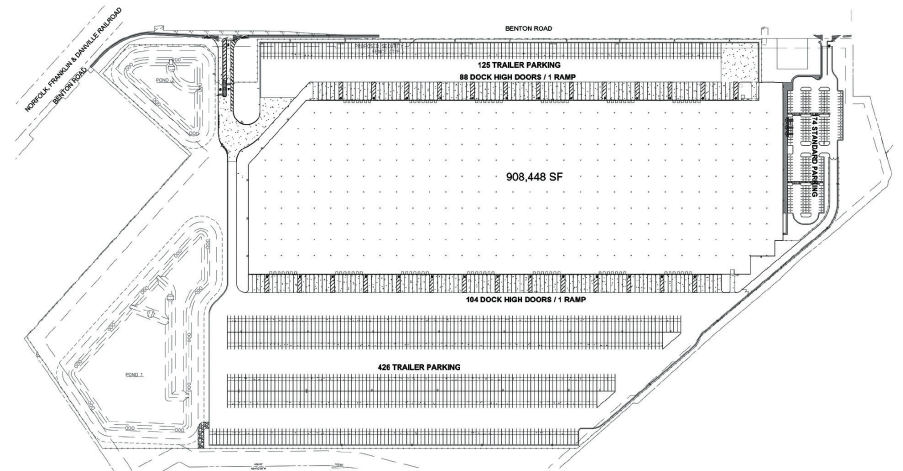 BENTON ROAD
NORFOLK, FRANKLIN & DANVILLE RAILROAD
BENTON ROAD
125 TRAILER PARKING
88 DOCK HIGH DOORS / 1 RAMP
POND
174 STANDARD PARKING
908,448 SF
104 DOCK HIGH DOORS / 1 RAMP
426 TRAILER PARKING
POND 1